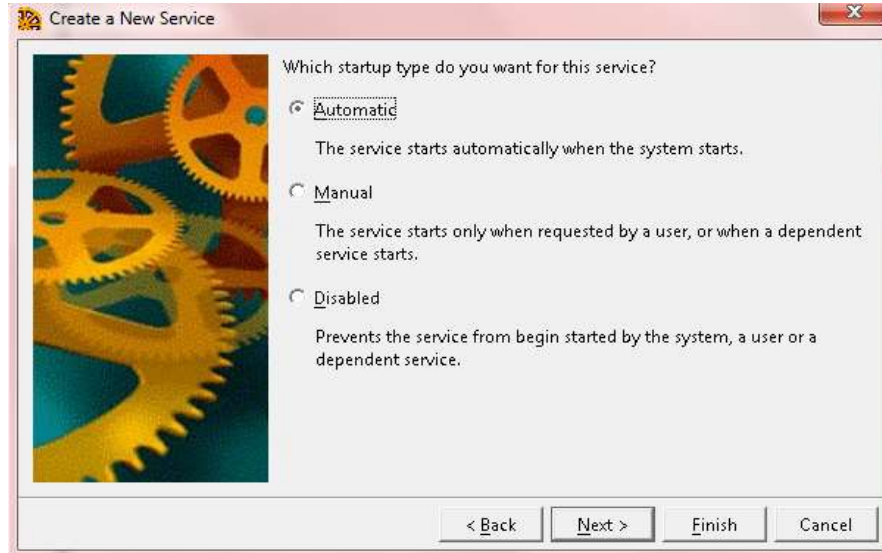 Create a New Service
Which startup type do you want for this service?
Automatic
The service starts automatically when the system starts.
Manual
The service starts only when requested by a user, or when a dependent
service starts.
Disabled
Prevents the service from begin started by the system, a user or a
dependent service.
< Back Next > Finish Cancel